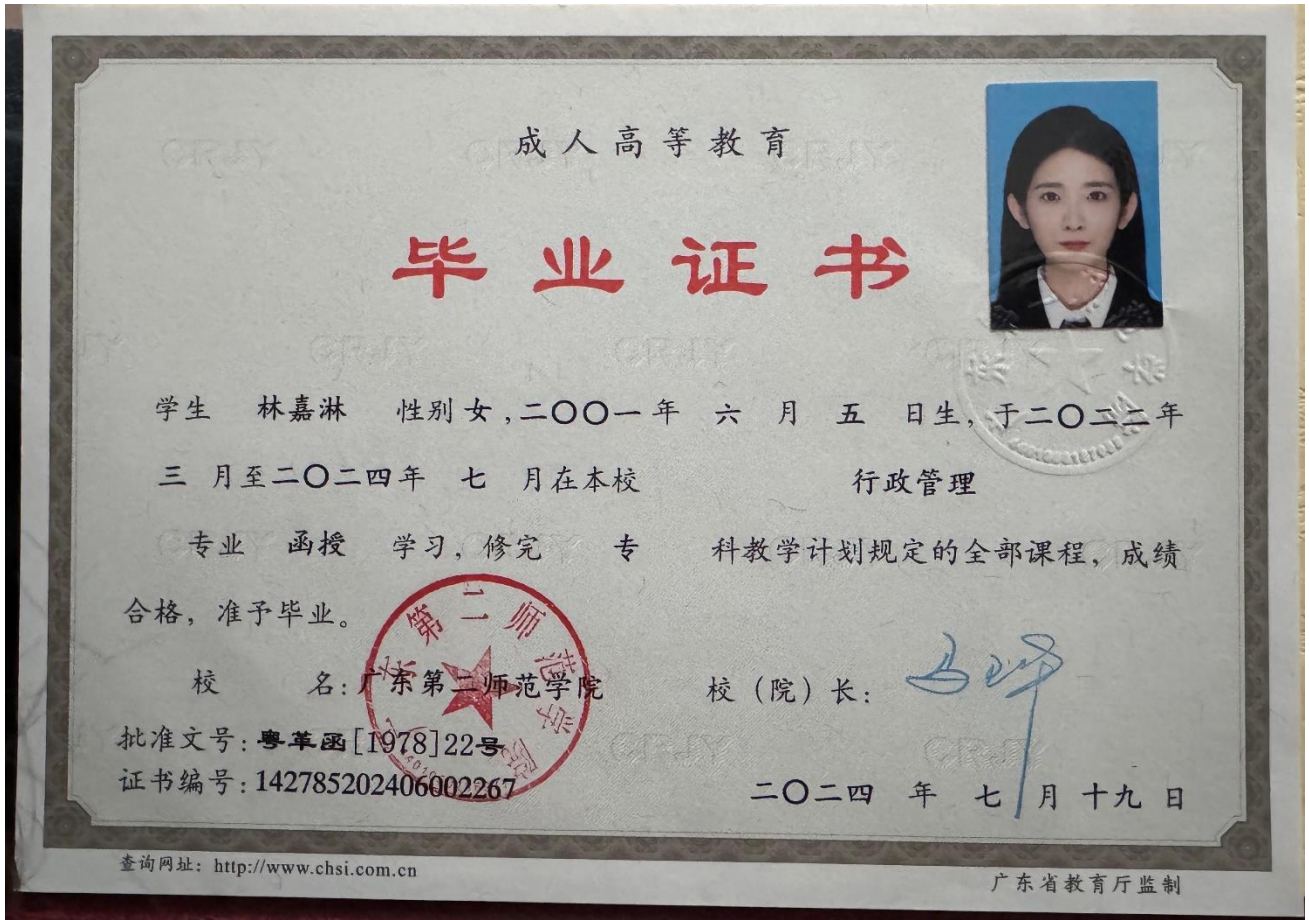 成人高等教育
毕业证书
学生 林嘉淋 性别 女，二〇〇一年 六 月 五 日生，于二〇二二年
三 月至二〇二四年 七 月在本校 行政管理
专业 函授 学习，修完 专 科教学计划规定的全部课程，成绩
合格，准予毕业。
校 名：广东第二师范学院 校（院）长：
批准文号：粤革函[1978]22号
证书编号：142785202406002267
二〇二四 年 七 月 十九 日
查询网址：http://www.chsi.com.cn
广东省教育厅监制